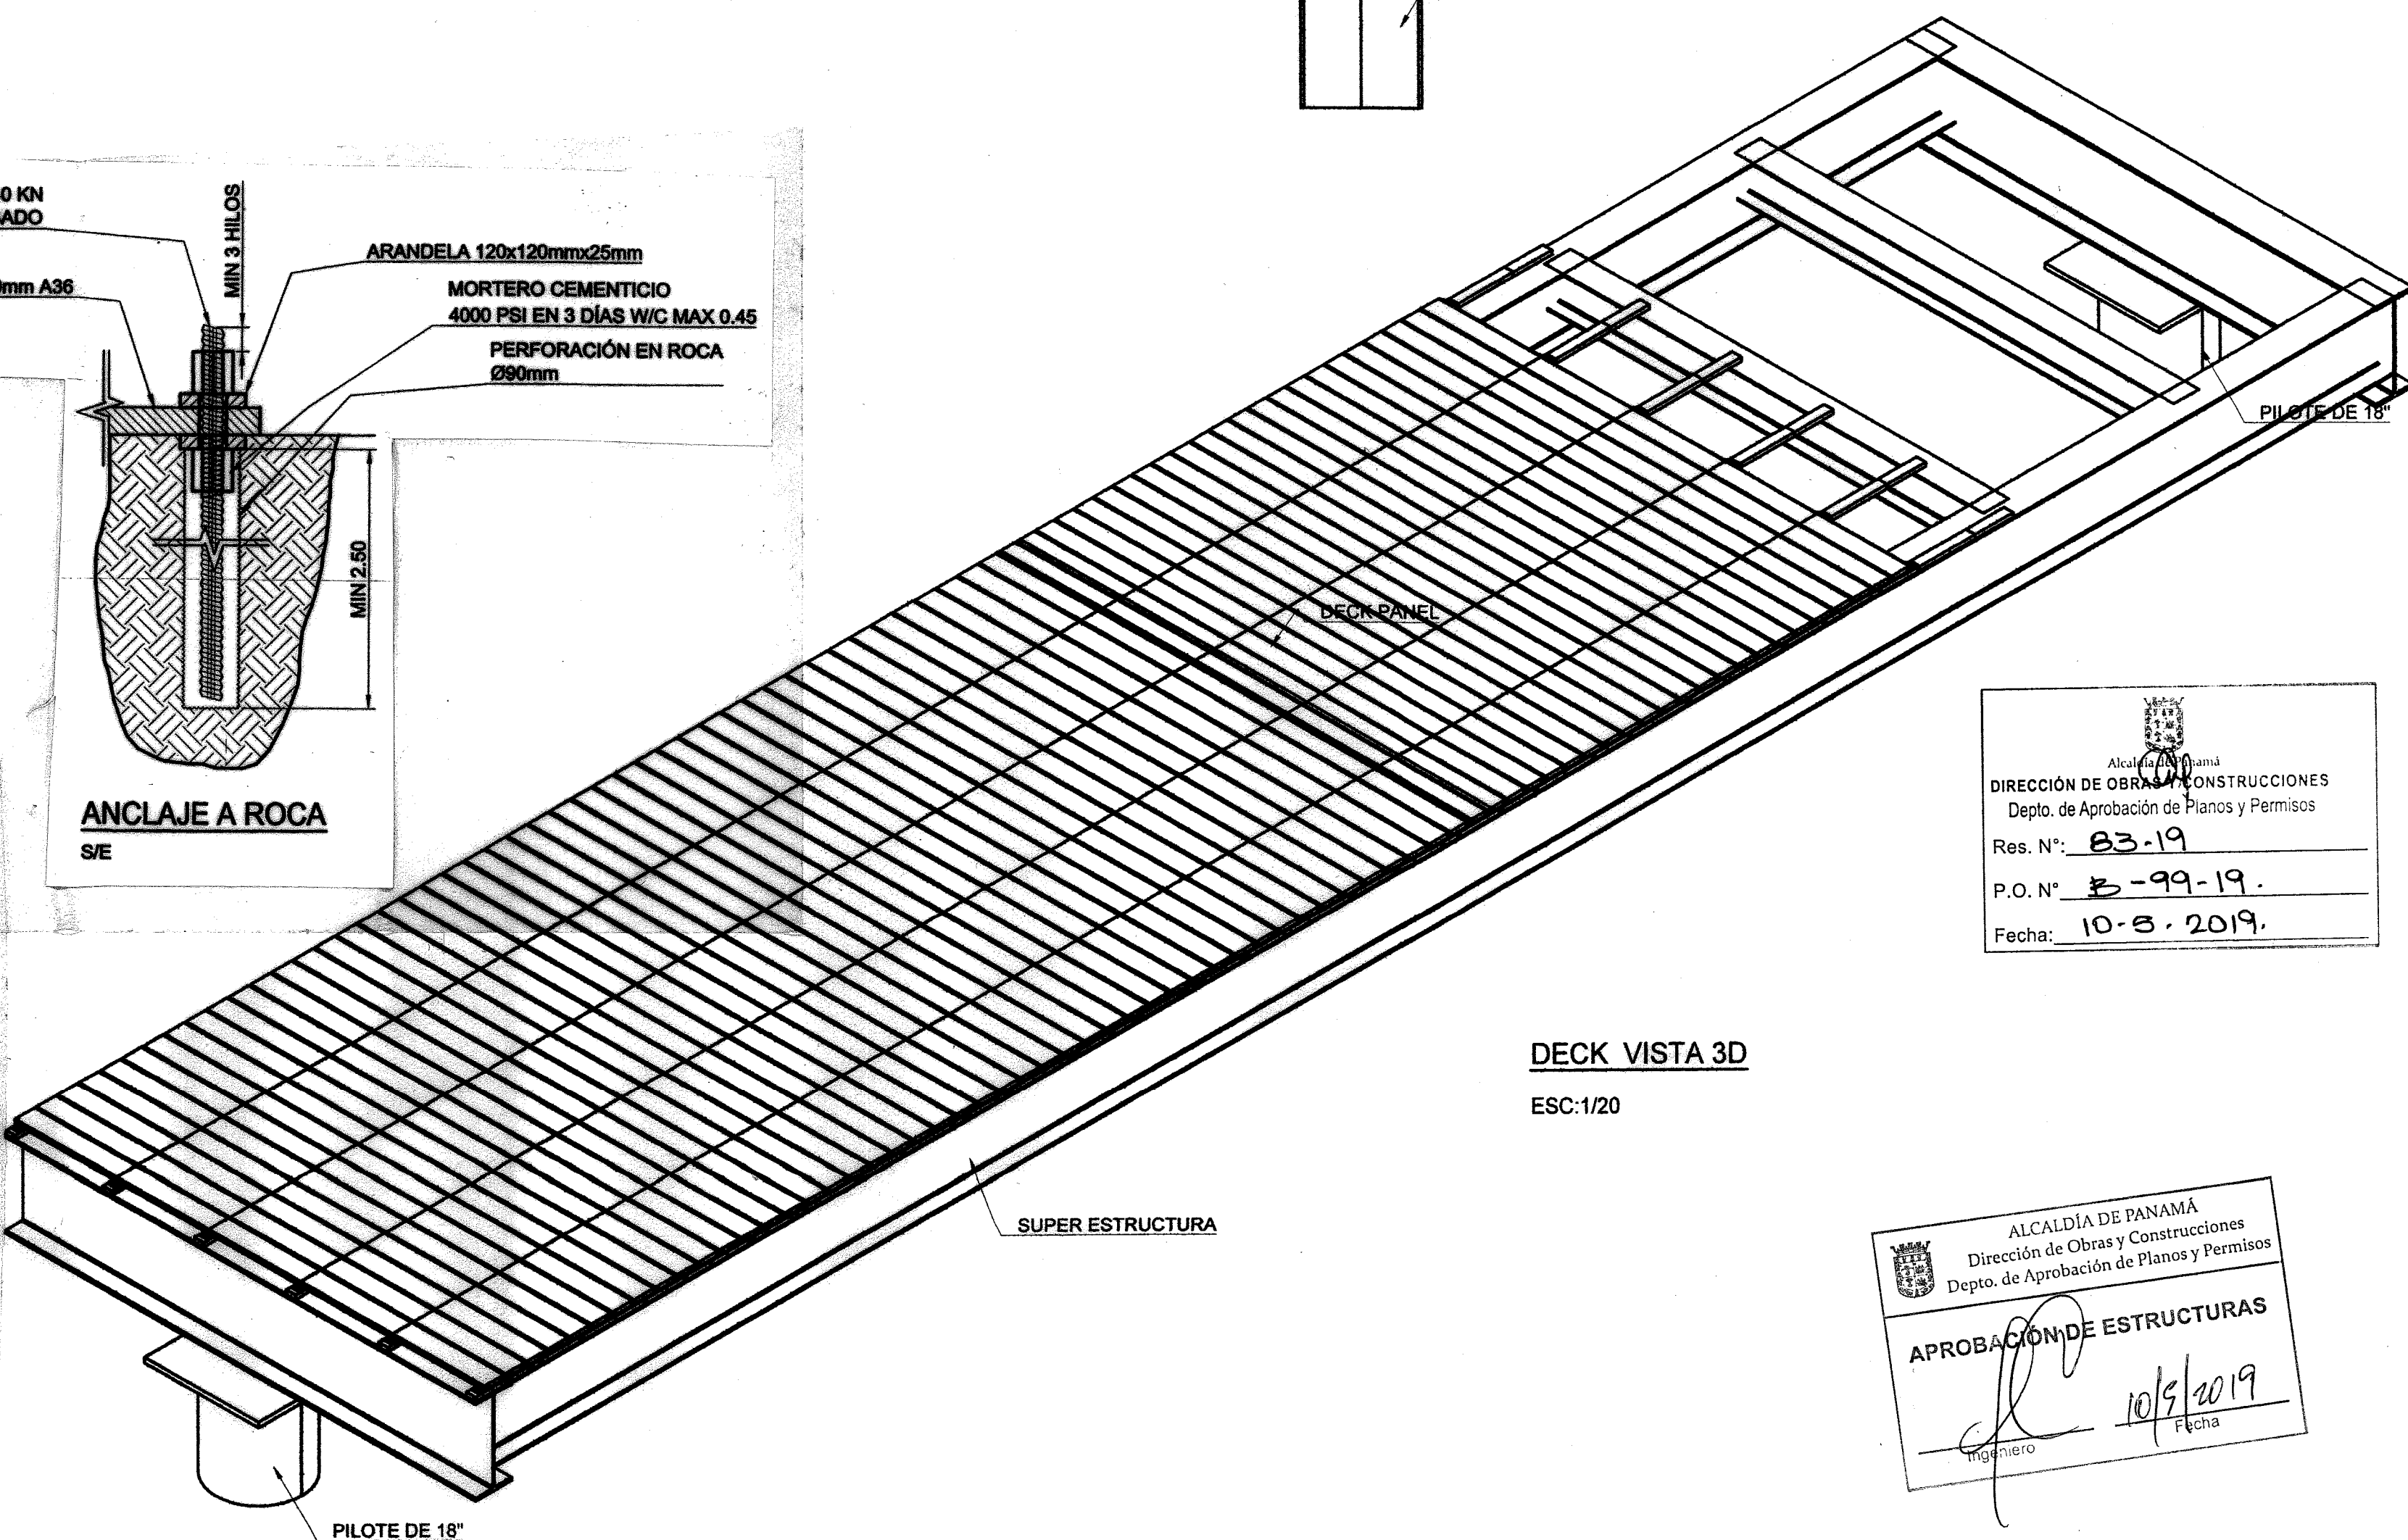 0 KN
MIN 3 HILOS
ARANDELA 120x120mmx25mm
mm A36
MORTERO CEMENTICIO
4000 PSI EN 3 DÍAS W/C MAX 0.45
PERFORACIÓN EN ROCA
Ø90mm
MIN 2.50
ANCLAJE A ROCA
S/E
PILOTE DE 18"
DECK PANEL
Alcaldía de Panamá
DIRECCIÓN DE OBRAS Y CONSTRUCCIONES
Depto. de Aprobación de Planos y Permisos
Res. N°: 83-19
P.O. N° B-99-19.
Fecha: 10-5. 2019.
DECK VISTA 3D
ESC:1/20
SUPER ESTRUCTURA
ALCALDÍA DE PANAMÁ
Dirección de Obras y Construcciones
Depto. de Aprobación de Planos y Permisos
APROBACIÓN DE ESTRUCTURAS
10/5/2019
Ingeniero
Fecha
PILOTE DE 18"